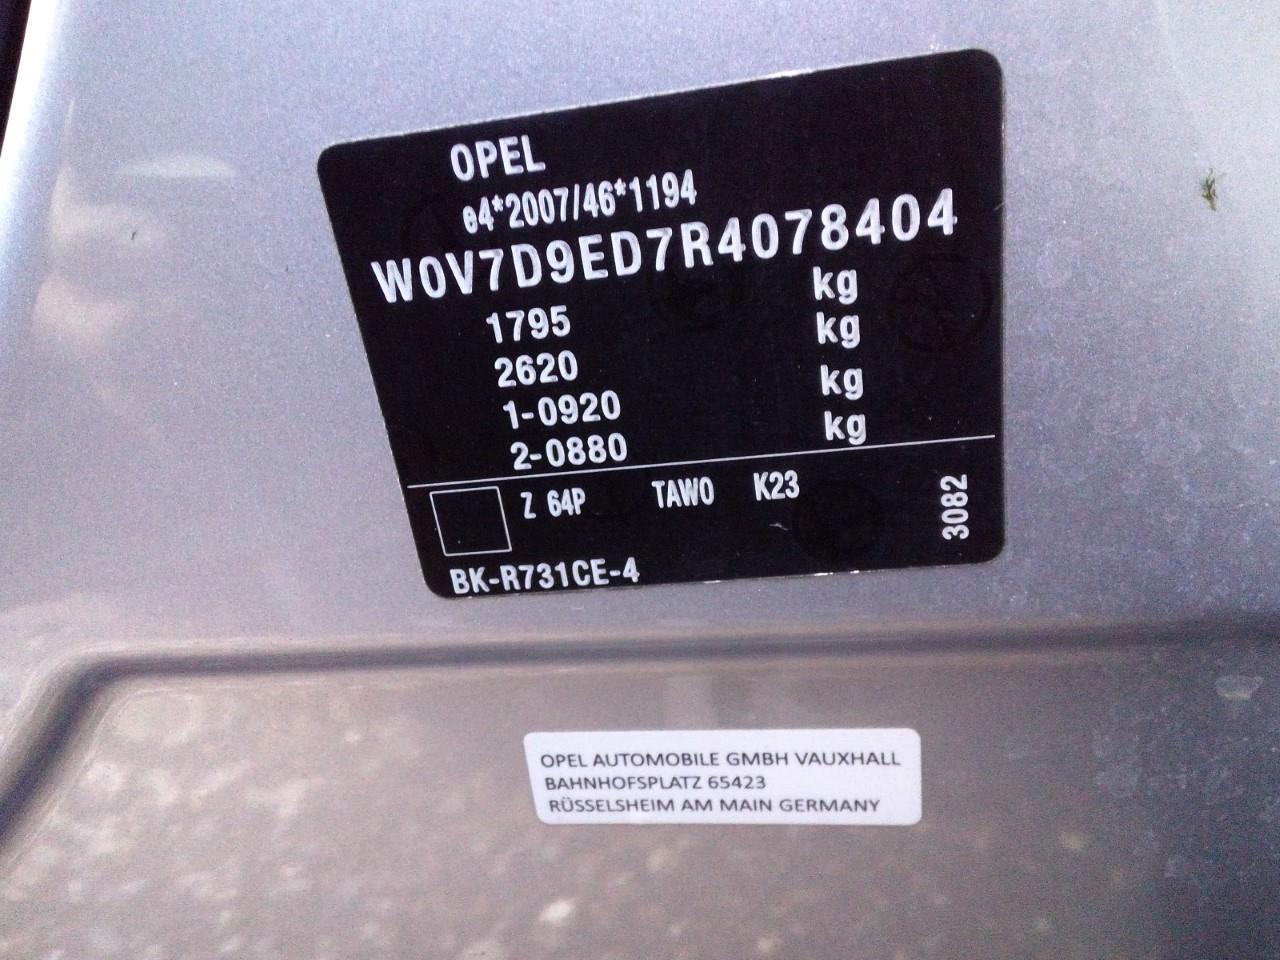 OPEL
e4*2007/46*1194
W0V7D9ED7R4078404
kg
1795 kg
2620 kg
1-0920 kg
2-0880
Z 64P TAW0 K23
3082
BK-R731CE-4
OPEL AUTOMOBILE GMBH VAUXHALL
BAHNHOFSPLATZ 65423
RÜSSELSHEIM AM MAIN GERMANY